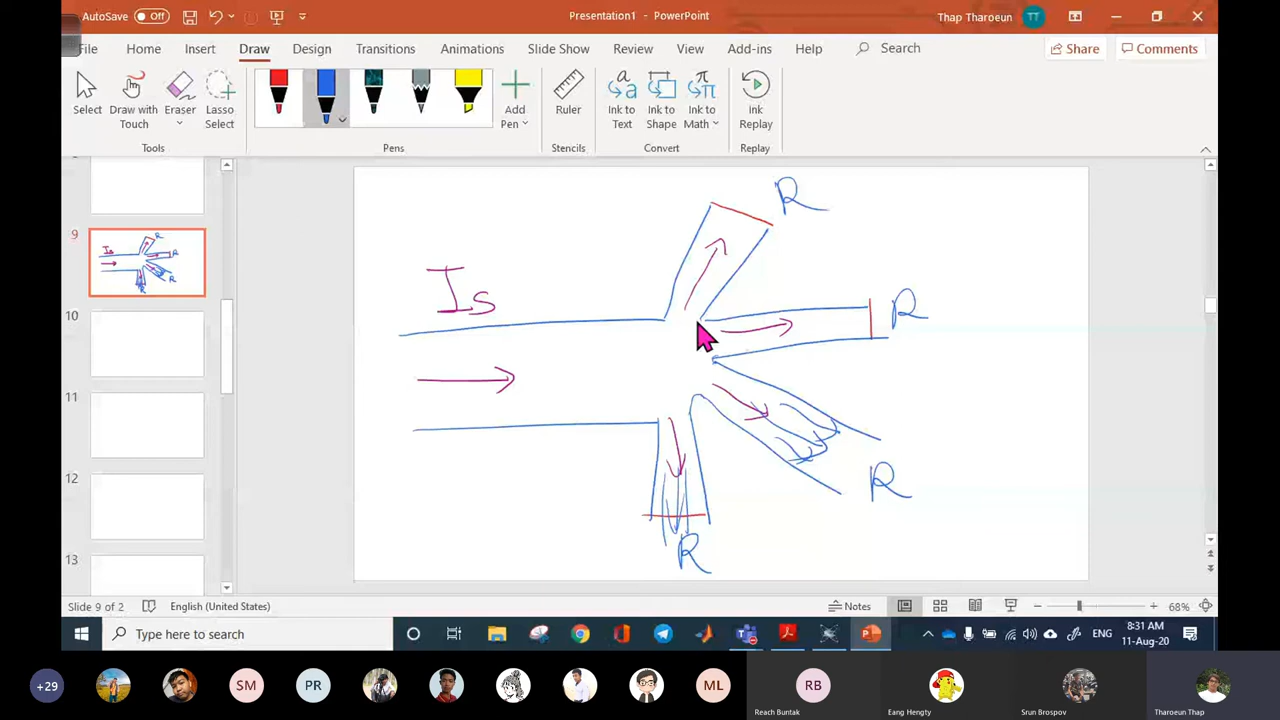 AutoSave Off
Presentation1 - PowerPoint
Thap Tharoeun TT
File Home Insert Draw Design Transitions Animations Slide Show Review View Add-ins Help Search Share Comments
Select
Draw with Touch
Eraser
Lasso Select
Add Pen
Ruler
Ink to Text
Ink to Shape
Ink to Math
Ink Replay
Tools Pens Stencils Convert Replay
9
10
11
12
13
Is
R
R
R
R
Slide 9 of 2 English (United States) Notes 68%
Type here to search
ENG
8:31 AM
11-Aug-20
+29 SM PR ML RB
Reach Buntak Eang Hengty Srun Brospov Tharoeun Thap